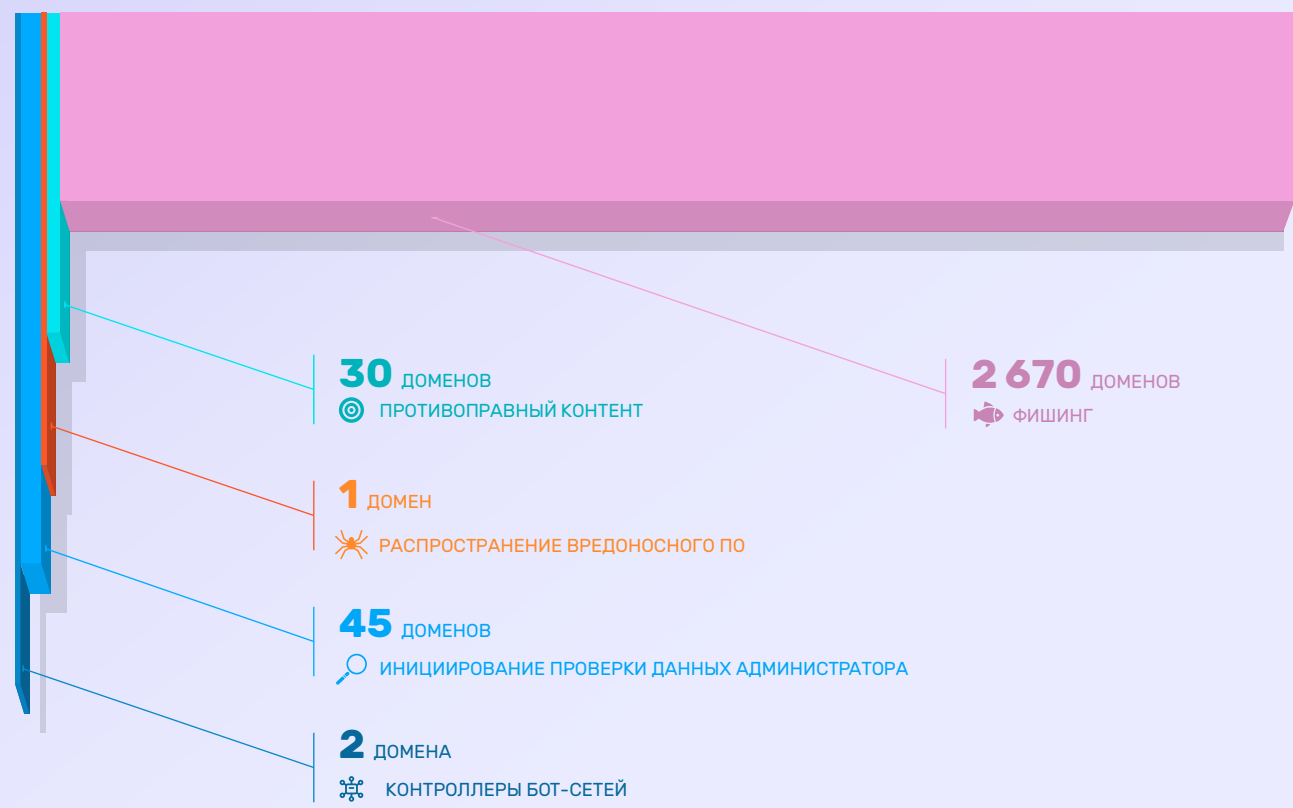 30 ДОМЕНОВ
ПРОТИВОПРАВНЫЙ КОНТЕНТ
2 670 ДОМЕНОВ
ФИШИНГ
1 ДОМЕН
РАСПРОСТРАНЕНИЕ ВРЕДОНОСНОГО ПО
45 ДОМЕНОВ
ИНИЦИИРОВАНИЕ ПРОВЕРКИ ДАННЫХ АДМИНИСТРАТОРА
2 ДОМЕНА
КОНТРОЛЛЕРЫ БОТ-СЕТЕЙ